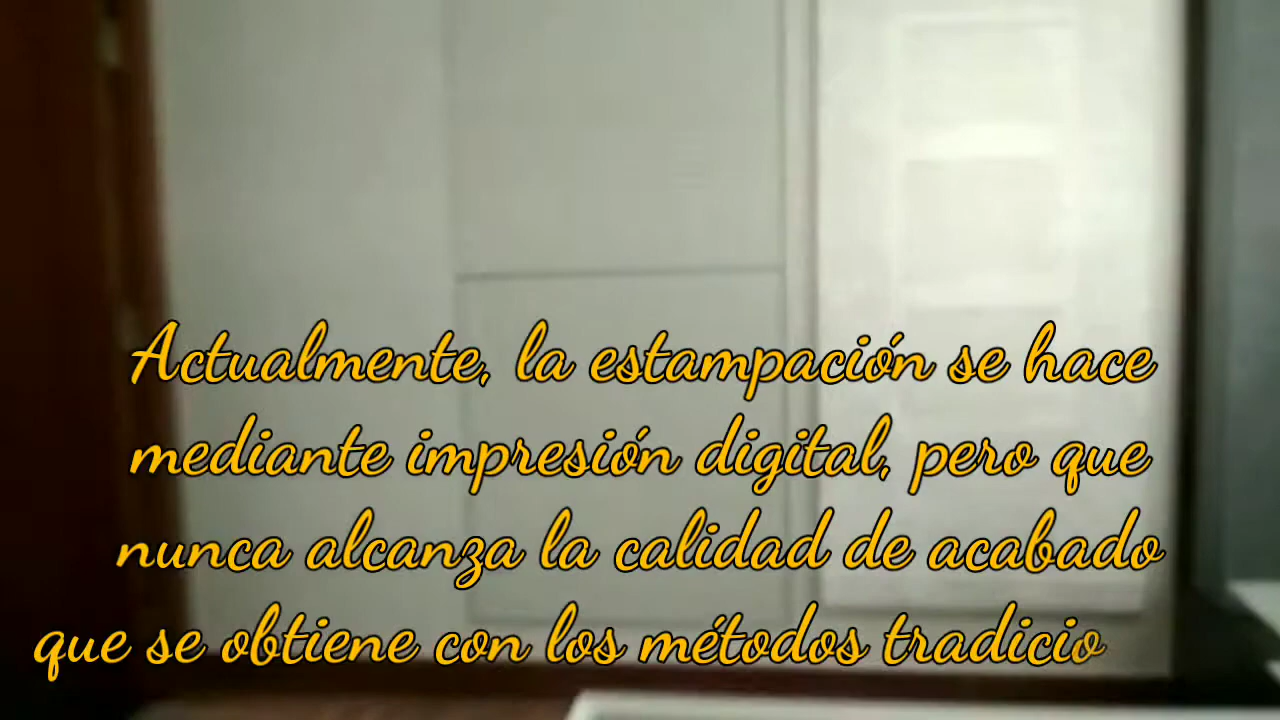 Actualmente, la estampación se hace
mediante impresión digital, pero que
nunca alcanza la calidad de acabado
que se obtiene con los métodos tradicio